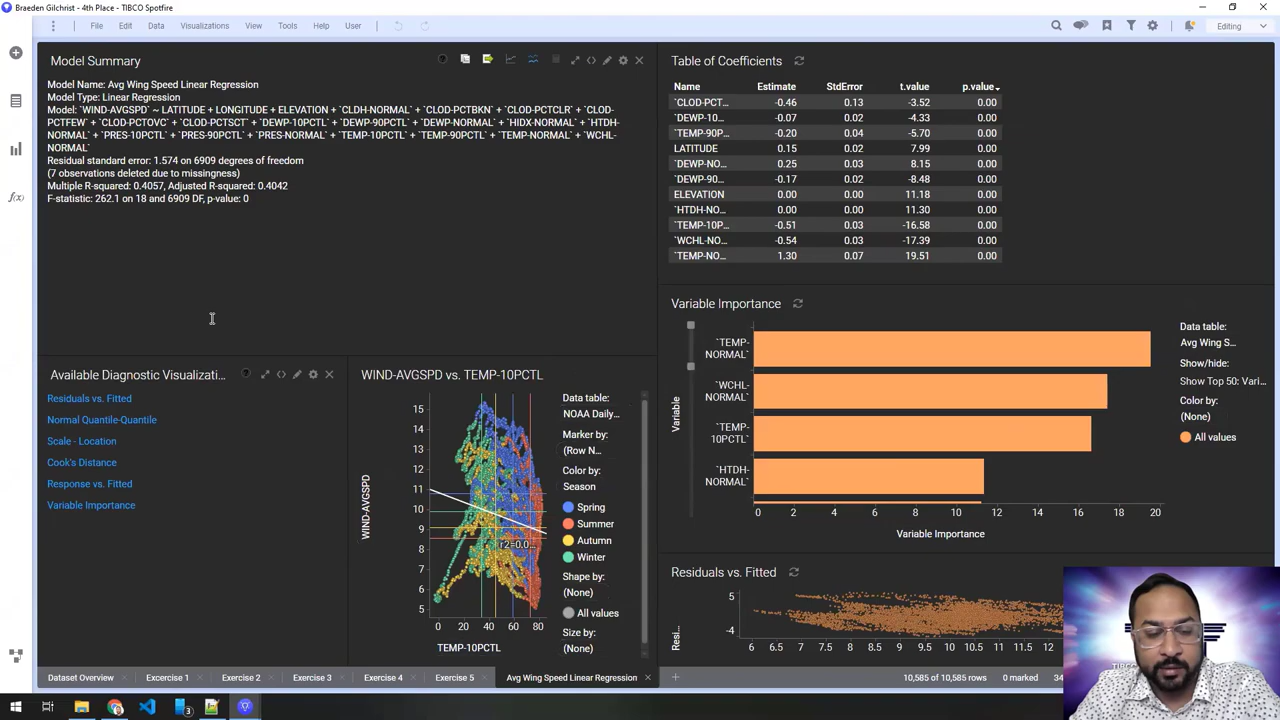 Braeden Gilchrist - 4th Place - TIBCO Spotfire
File Edit Data Visualizations View Tools Help User
Editing
Model Summary
Model Name: Avg Wing Speed Linear Regression
Model Type: Linear Regression
Model: `WIND-AVGSPD` ~ LATITUDE + LONGITUDE + ELEVATION + `CLDH-NORMAL` + `CLOD-PCTBKN` + `CLOD-PCTCLR` + `CLOD-
PCTFEW` + `CLOD-PCTOVC` + `CLOD-PCTSCT` + `DEWP-10PCTL` + `DEWP-90PCTL` + `DEWP-NORMAL` + `HIDX-NORMAL` + `HTDH-
NORMAL` + `PRES-10PCTL` + `PRES-90PCTL` + `PRES-NORMAL` + `TEMP-10PCTL` + `TEMP-90PCTL` + `TEMP-NORMAL` + `WCHL-
NORMAL`
Residual standard error: 1.574 on 6909 degrees of freedom
(7 observations deleted due to missingness)
Multiple R-squared: 0.4057, Adjusted R-squared: 0.4042
F-statistic: 262.1 on 18 and 6909 DF, p-value: 0
Table of Coefficients
Name Estimate StdError t.value p.value
`CLOD-PCT... -0.46 0.13 -3.52 0.00
`DEWP-10... -0.07 0.02 -4.33 0.00
`TEMP-90P... -0.20 0.04 -5.70 0.00
LATITUDE 0.15 0.02 7.99 0.00
`DEWP-NO... 0.25 0.03 8.15 0.00
`DEWP-90... -0.17 0.02 -8.48 0.00
ELEVATION 0.00 0.00 11.18 0.00
`HTDH-NO... 0.00 0.00 11.30 0.00
`TEMP-10P... -0.51 0.03 -16.58 0.00
`WCHL-NO... -0.54 0.03 -17.39 0.00
`TEMP-NO... 1.30 0.07 19.51 0.00
Variable Importance
Variable
`TEMP-
NORMAL`
`WCHL-
NORMAL`
`TEMP-
10PCTL`
`HTDH-
NORMAL`
0 2 4 6 8 10 12 14 16 18 20
Variable Importance
Data table:
Avg Wing S...
Show/hide:
Show Top 50: Vari...
Color by:
(None)
All values
Available Diagnostic Visualizati...
Residuals vs. Fitted
Normal Quantile-Quantile
Scale - Location
Cook's Distance
Response vs. Fitted
Variable Importance
WIND-AVGSPD vs. TEMP-10PCTL
WIND-AVGSPD
15
14
13
12
11
10
9
8
7
6
5
r2=0.0...
0 20 40 60 80
TEMP-10PCTL
Data table:
NOAA Daily...
Marker by:
(Row N...
Color by:
Season
Spring
Summer
Autumn
Winter
Shape by:
(None)
All values
Size by:
(None)
Residuals vs. Fitted
Resi...
5
-4
6 6.5 7 7.5 8 8.5 9 9.5 10 10.5 11 11.5 12
Dataset Overview Excercise 1 Exercise 2 Exercise 3 Exercise 4 Exercise 5 Avg Wing Speed Linear Regression
10,585 of 10,585 rows 0 marked